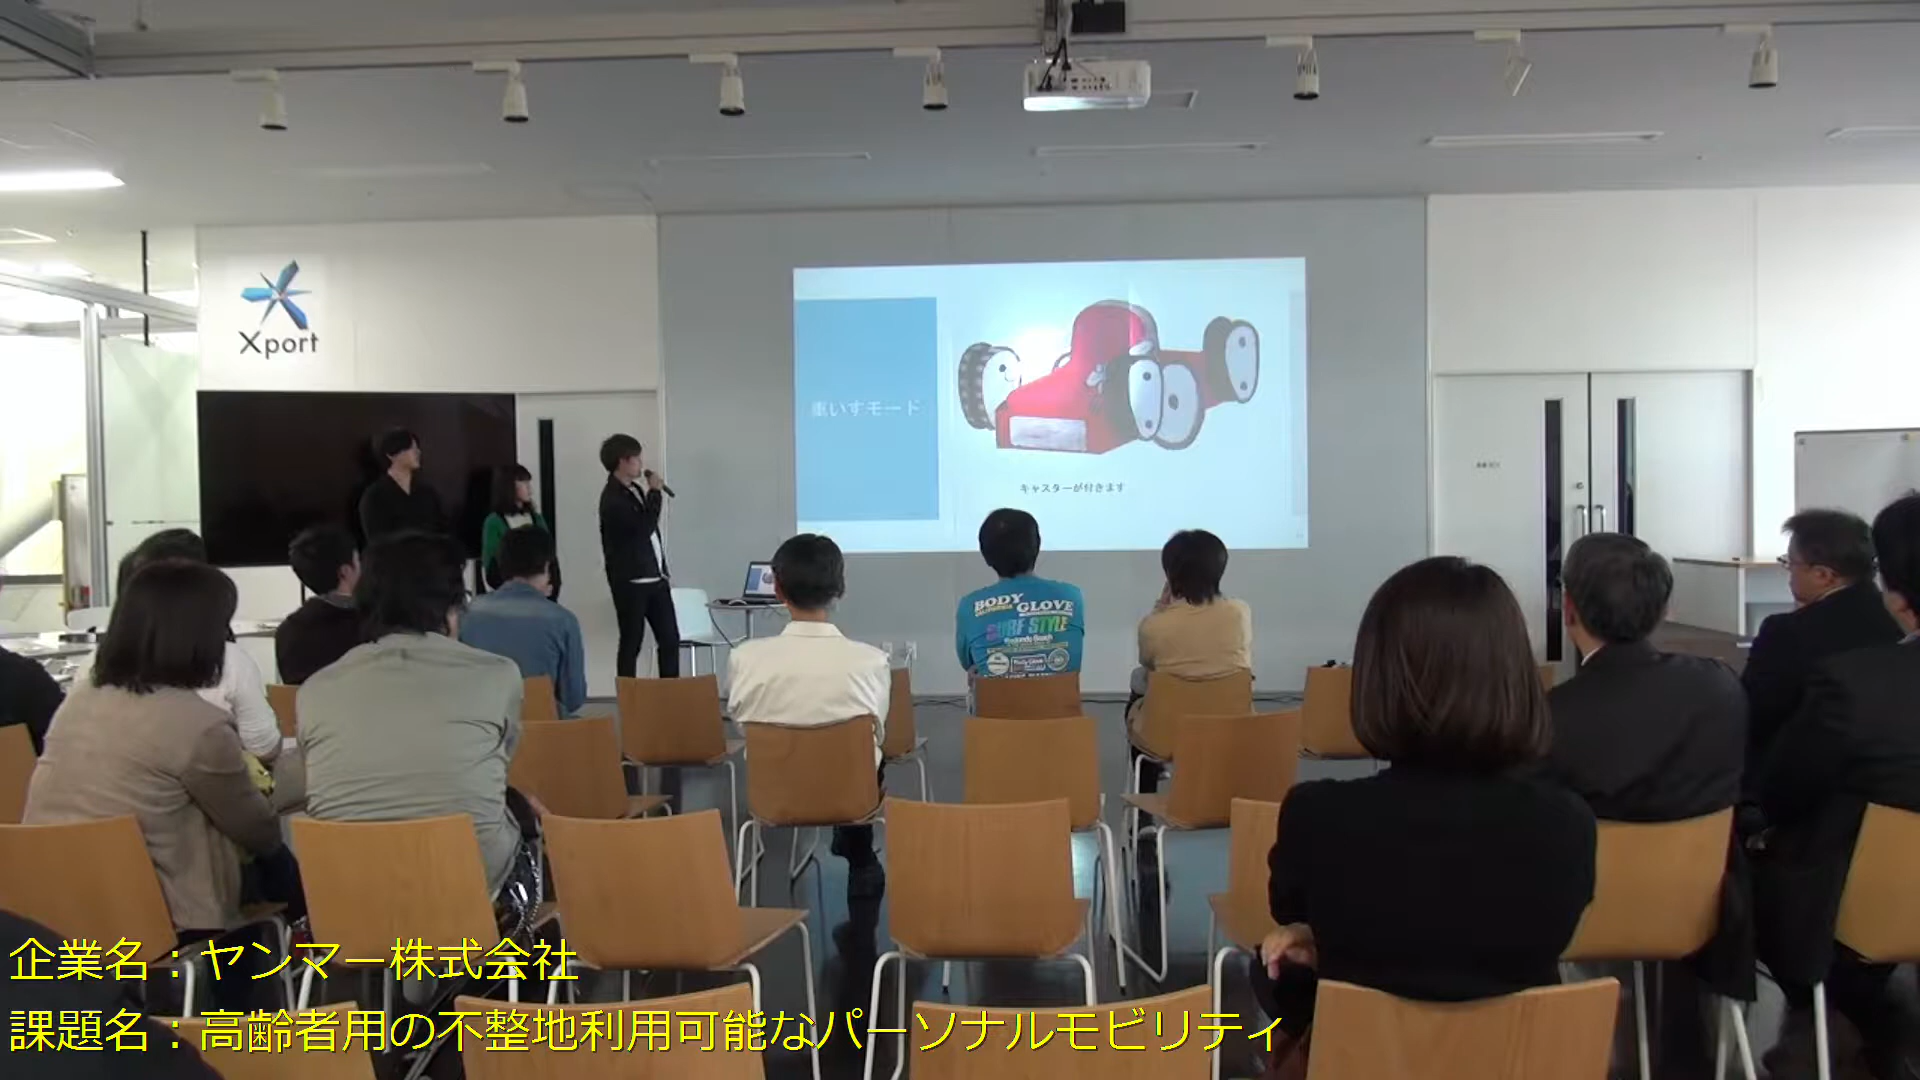 Xport
車いすモード
キャスターが付きます
BODY GLOVE
SURF STYLE
企業名：ヤンマー株式会社
課題名：高齢者用の不整地利用可能なパーソナルモビリティ